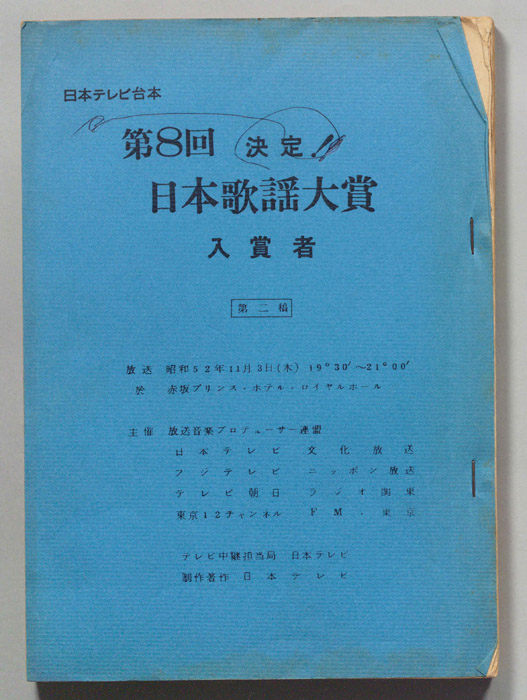 日本テレビ台本
第8回 決定!!
日本歌謡大賞
入賞者
第二稿
放送 昭和52年11月3日(木) 19°30′～21°00′
於 赤坂プリンス・ホテル・ロイヤルホール
主催 放送音楽プロデューサー連盟
日本テレビ 文化放送
フジテレビ ニッポン放送
テレビ朝日 ラジオ関東
東京12チャンネル FM・東京
テレビ中継担当局 日本テレビ
制作著作 日本テレビ